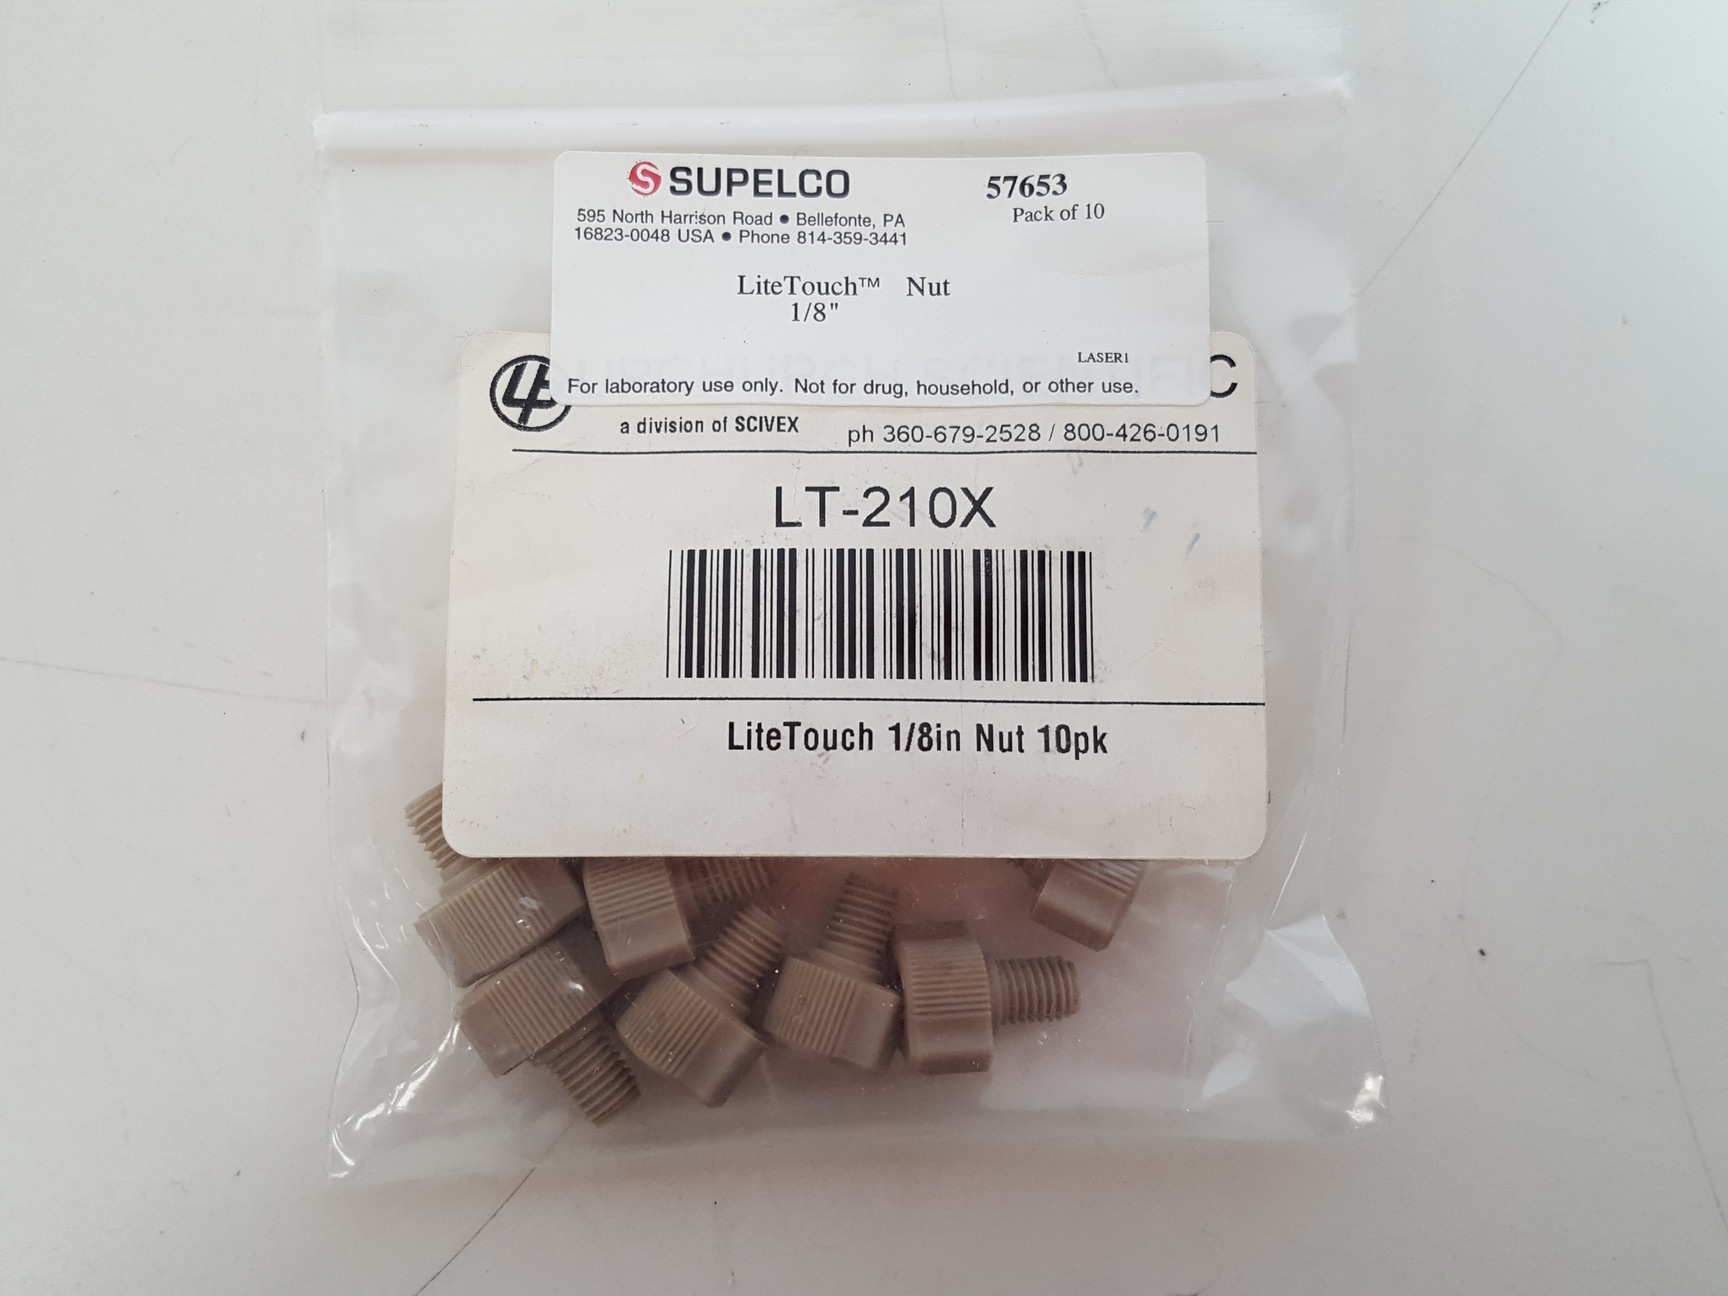 SUPELCO
57653
Pack of 10
595 North Harrison Road ● Bellefonte, PA
16823-0048 USA ● Phone 814-359-3441
LiteTouch™ Nut
1/8"
LASER1
For laboratory use only. Not for drug, household, or other use.
C
a division of SCIVEX
ph 360-679-2528 / 800-426-0191
LT-210X
LiteTouch 1/8in Nut 10pk